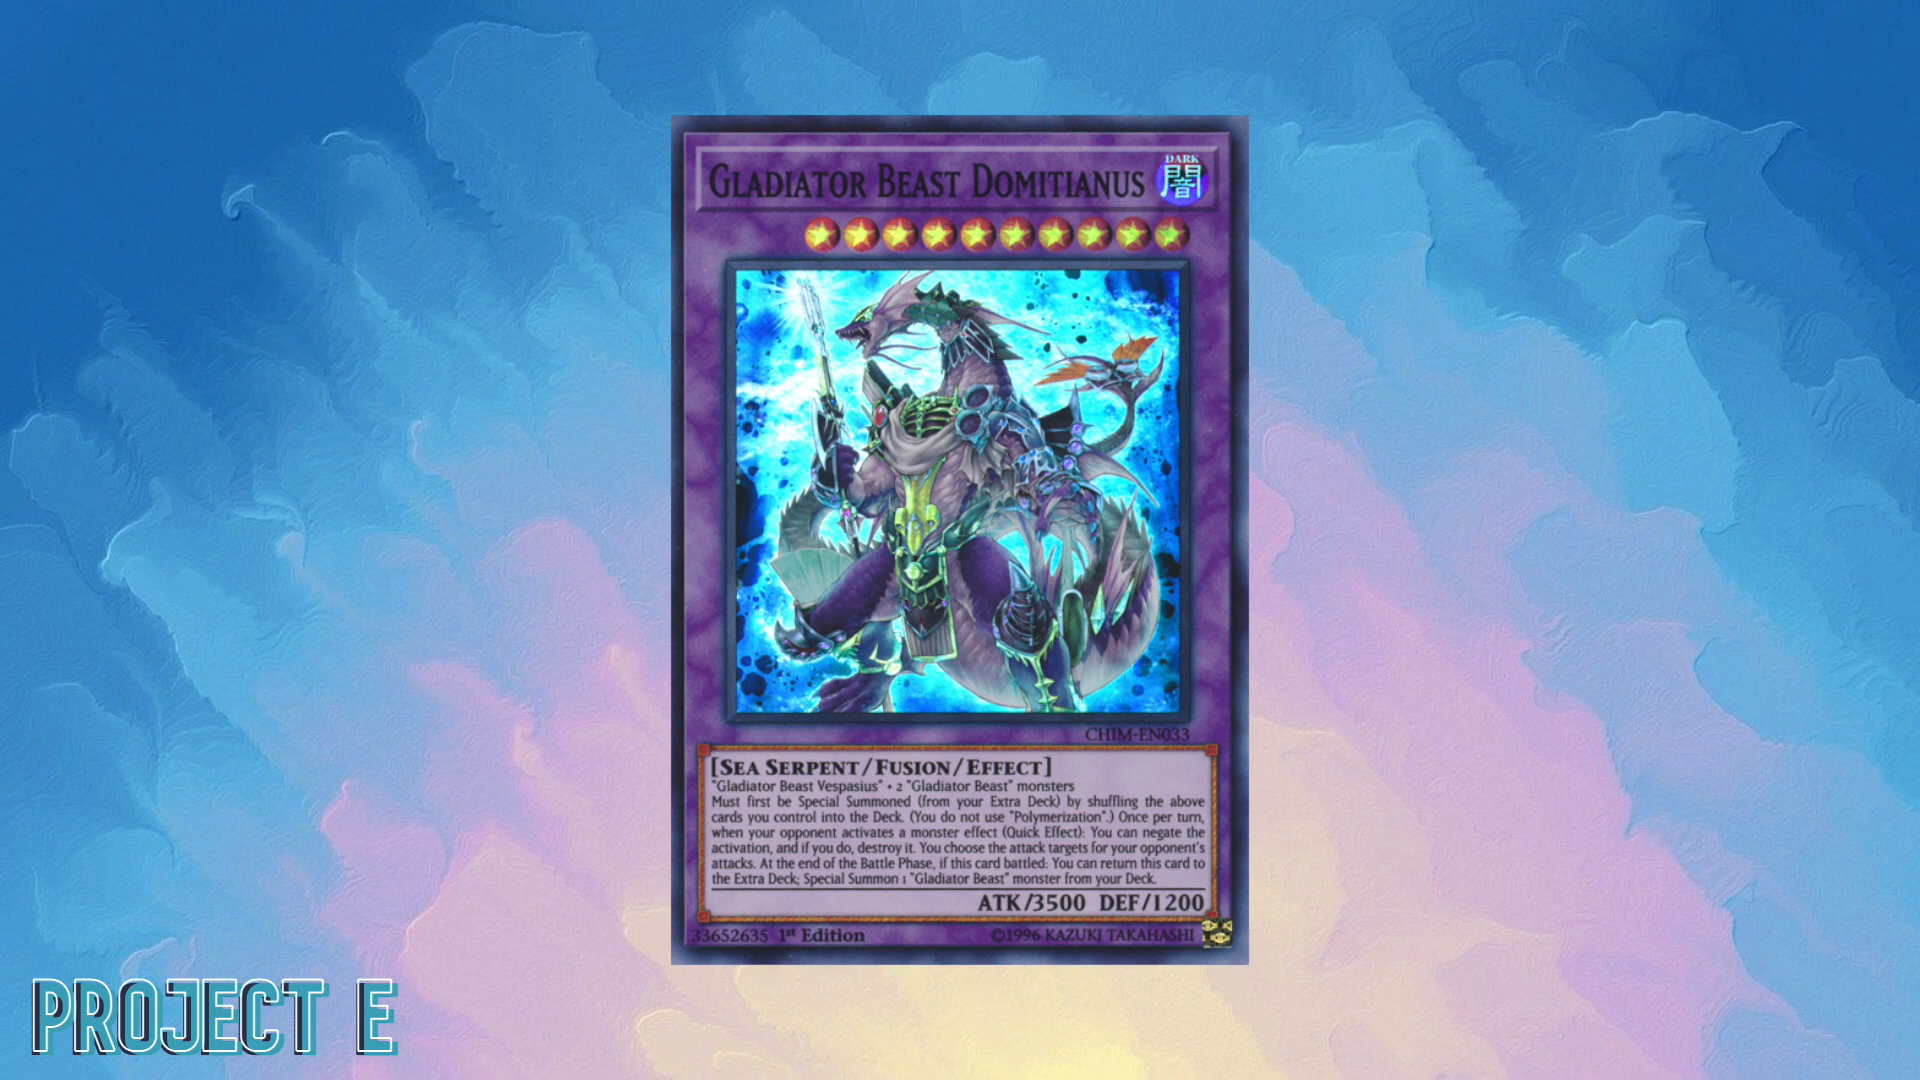 GLADIATOR BEAST DOMITIANUS
DARK
闇
CHIM-EN033
[SEA SERPENT/FUSION/EFFECT]
"Gladiator Beast Vespasius" + 2 "Gladiator Beast" monsters
Must first be Special Summoned (from your Extra Deck) by shuffling the above
cards you control into the Deck. (You do not use "Polymerization".) Once per turn,
when your opponent activates a monster effect (Quick Effect): You can negate the
activation, and if you do, destroy it. You choose the attack targets for your opponent's
attacks. At the end of the Battle Phase, if this card battled: You can return this card to
the Extra Deck; Special Summon 1 "Gladiator Beast" monster from your Deck.
ATK/3500 DEF/1200
33652635 1st Edition
©1996 KAZUKI TAKAHASHI
PROJECT E